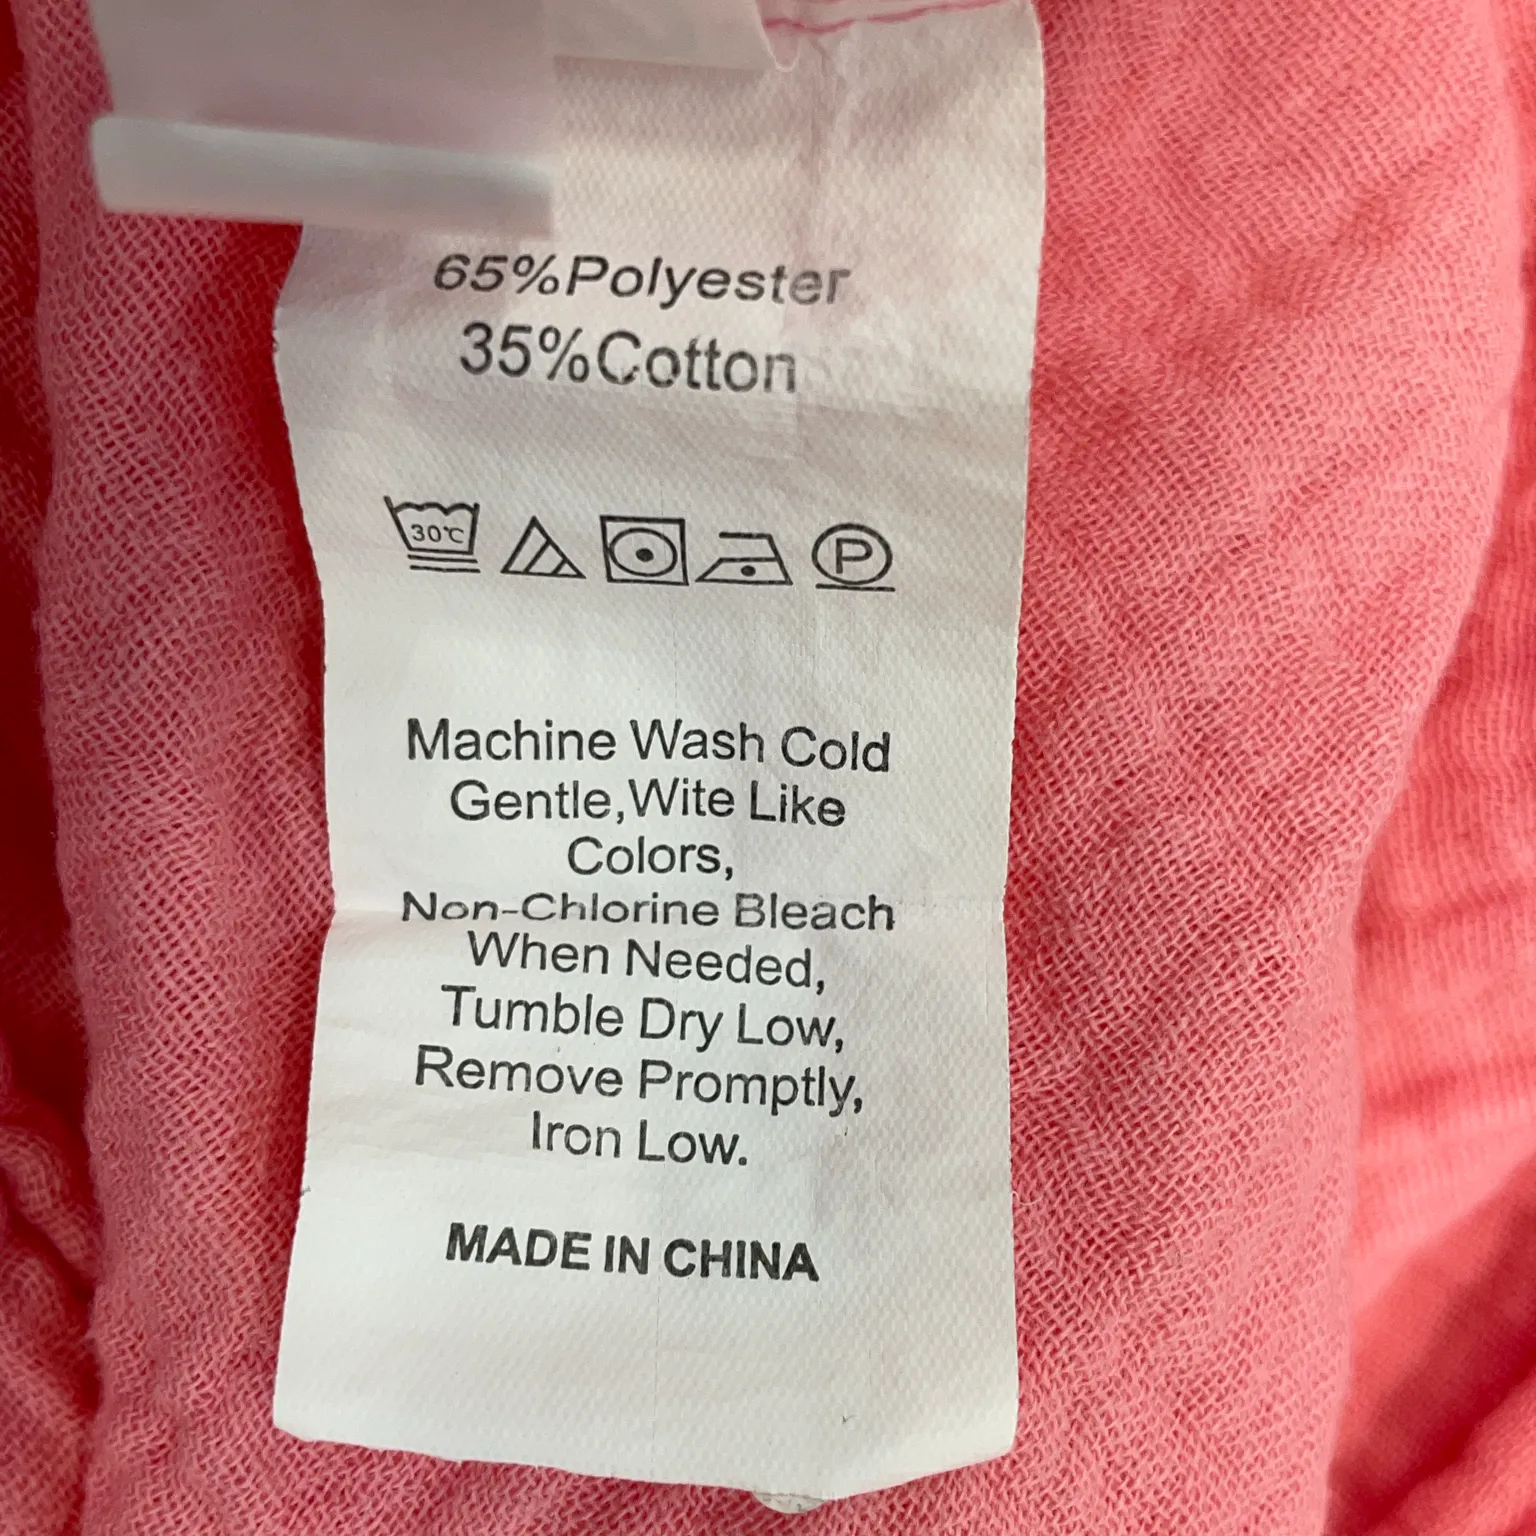 65%Polyester
35%Cotton
30℃ P
Machine Wash Cold
Gentle,Wite Like
Colors,
Non-Chlorine Bleach
When Needed,
Tumble Dry Low,
Remove Promptly,
Iron Low.
MADE IN CHINA